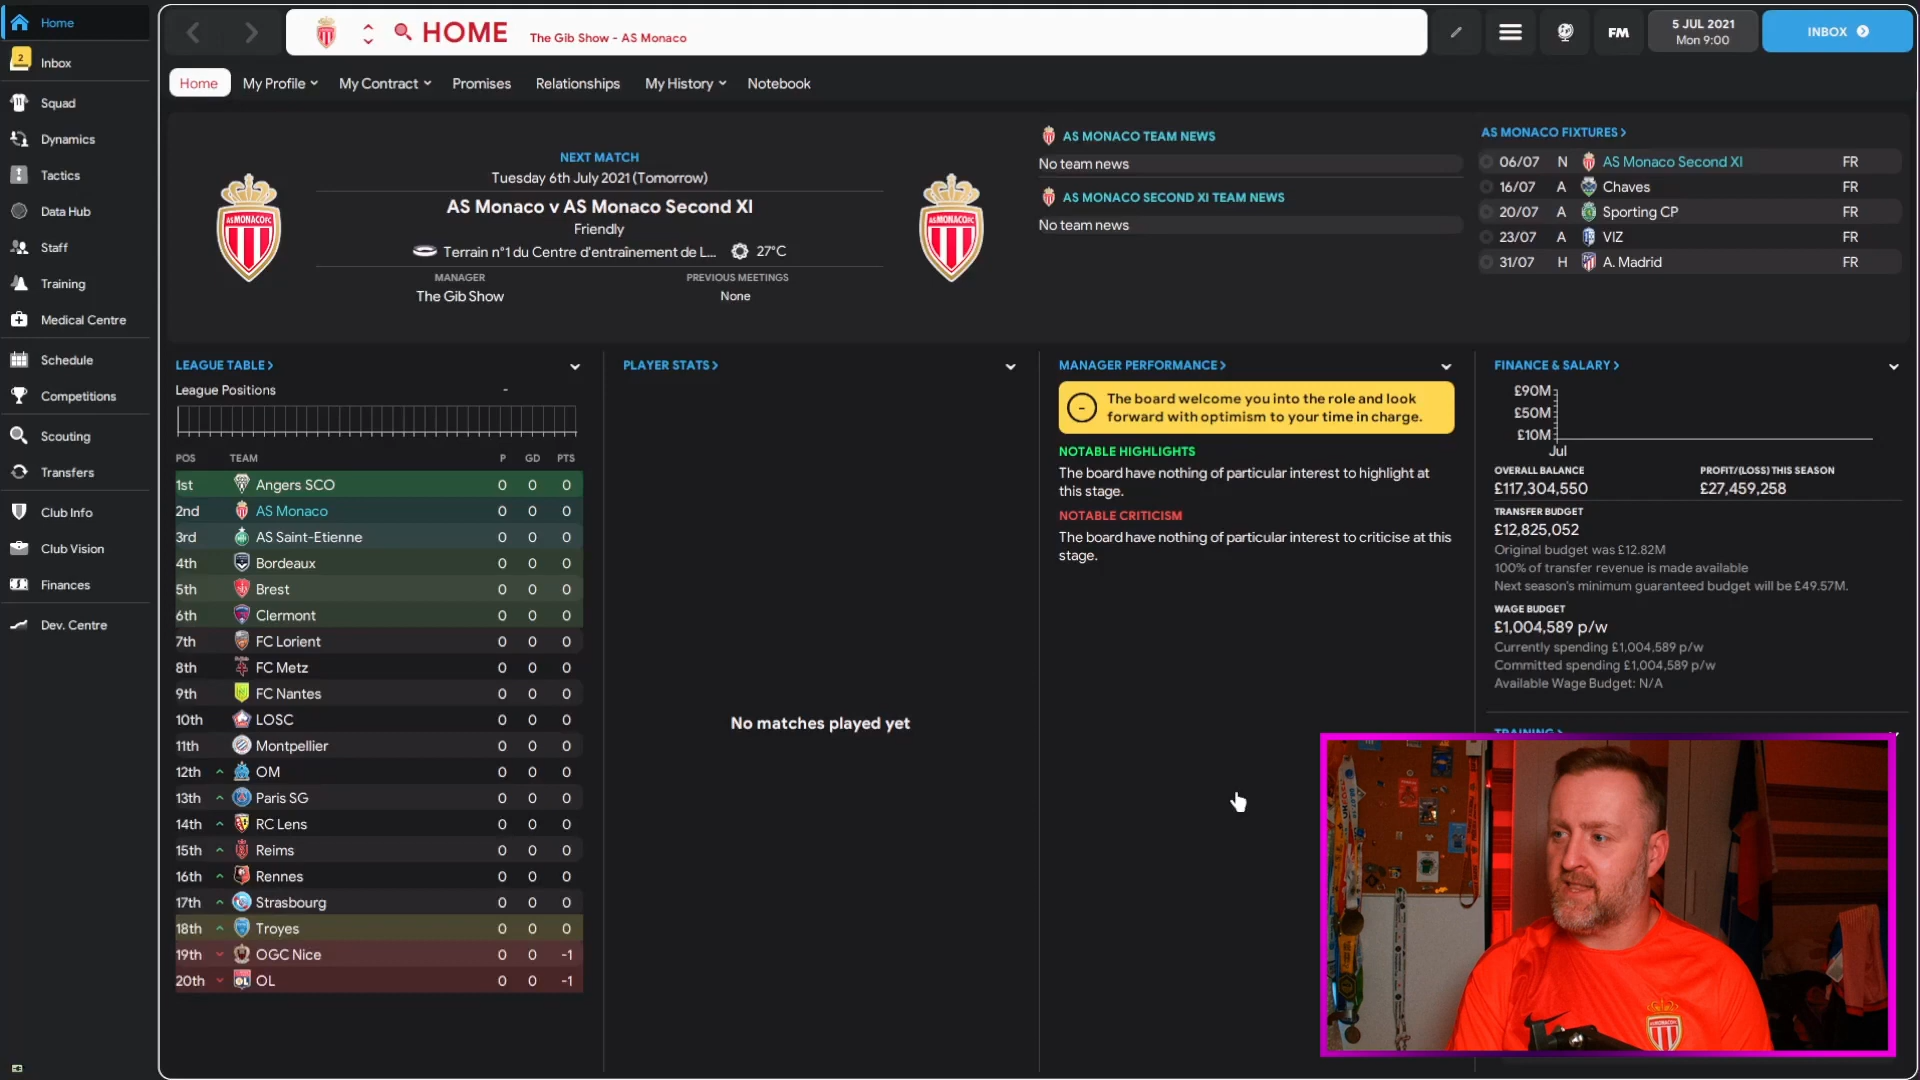 Home
2
Inbox
Squad
Dynamics
Tactics
Data Hub
Staff
Training
Medical Centre
Schedule
Competitions
Scouting
Transfers
Club Info
Club Vision
Finances
Dev. Centre
HOME The Gib Show - AS Monaco
FM
5 JUL 2021
Mon 9:00
INBOX
Home My Profile My Contract Promises Relationships My History Notebook
NEXT MATCH
Tuesday 6th July 2021 (Tomorrow)
AS Monaco v AS Monaco Second XI
Friendly
Terrain n°1 du Centre d'entraînement de L... 27°C
MANAGER PREVIOUS MEETINGS
The Gib Show None
AS MONACO TEAM NEWS
No team news
AS MONACO SECOND XI TEAM NEWS
No team news
AS MONACO FIXTURES >
06/07 N AS Monaco Second XI FR
16/07 A Chaves FR
20/07 A Sporting CP FR
23/07 A VIZ FR
31/07 H A. Madrid FR
LEAGUE TABLE >
League Positions -
POS TEAM P GD PTS
1st Angers SCO 0 0 0
2nd AS Monaco 0 0 0
3rd AS Saint-Etienne 0 0 0
4th Bordeaux 0 0 0
5th Brest 0 0 0
6th Clermont 0 0 0
7th FC Lorient 0 0 0
8th FC Metz 0 0 0
9th FC Nantes 0 0 0
10th LOSC 0 0 0
11th Montpellier 0 0 0
12th OM 0 0 0
13th Paris SG 0 0 0
14th RC Lens 0 0 0
15th Reims 0 0 0
16th Rennes 0 0 0
17th Strasbourg 0 0 0
18th Troyes 0 0 0
19th OGC Nice 0 0 -1
20th OL 0 0 -1
PLAYER STATS >
No matches played yet
MANAGER PERFORMANCE >
The board welcome you into the role and look
forward with optimism to your time in charge.
NOTABLE HIGHLIGHTS
The board have nothing of particular interest to highlight at
this stage.
NOTABLE CRITICISM
The board have nothing of particular interest to criticise at this
stage.
FINANCE & SALARY >
£90M
£50M
£10M
Jul
OVERALL BALANCE PROFIT/(LOSS) THIS SEASON
£117,304,550 £27,459,258
TRANSFER BUDGET
£12,825,052
Original budget was £12.82M
100% of transfer revenue is made available
Next season's minimum guaranteed budget will be £49.57M.
WAGE BUDGET
£1,004,589 p/w
Currently spending £1,004,589 p/w
Committed spending £1,004,589 p/w
Available Wage Budget: N/A
TRAINING >